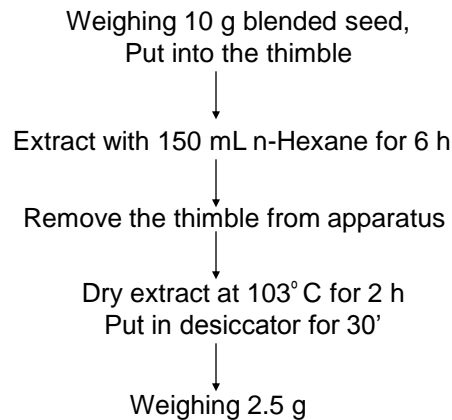 Weighing 10 g blended seed,
Put into the thimble
Extract with 150 mL n-Hexane for 6 h
Remove the thimble from apparatus
Dry extract at 103° C for 2 h
Put in desiccator for 30'
Weighing 2.5 g